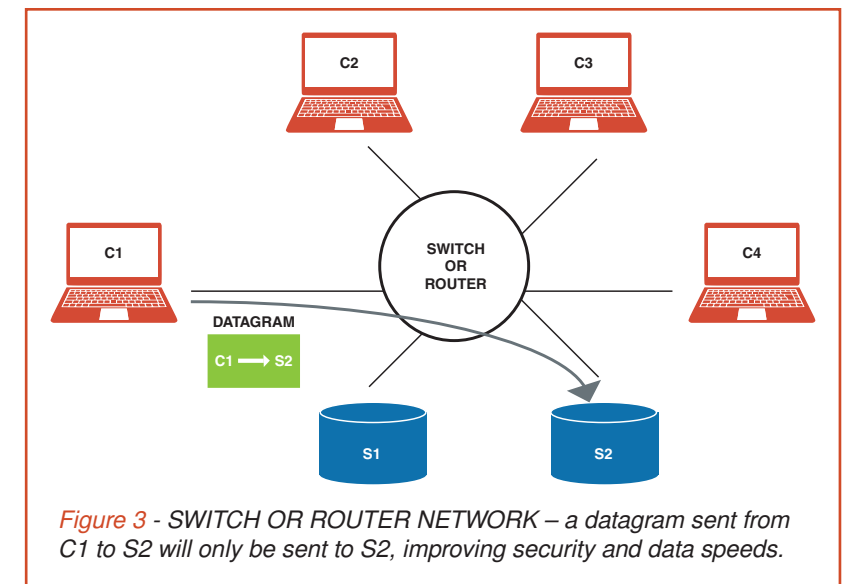 C2
C3
C1
SWITCH
OR
ROUTER
C4
DATAGRAM
C1 ⟶ S2
S1
S2
Figure 3 - SWITCH OR ROUTER NETWORK – a datagram sent from
C1 to S2 will only be sent to S2, improving security and data speeds.